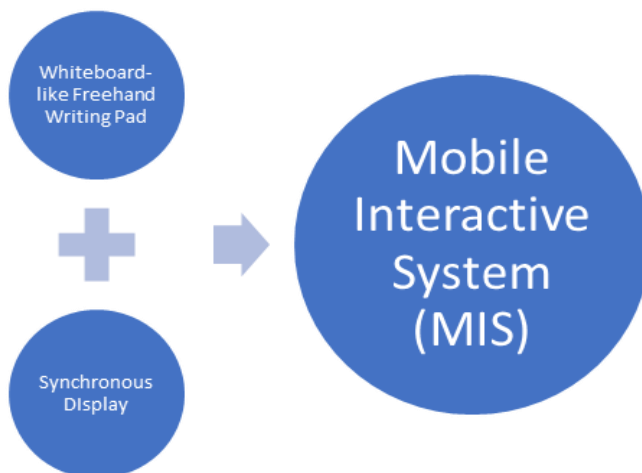 Whiteboard-
like Freehand
Writing Pad
Synchronous
DIsplay
Mobile
Interactive
System
(MIS)